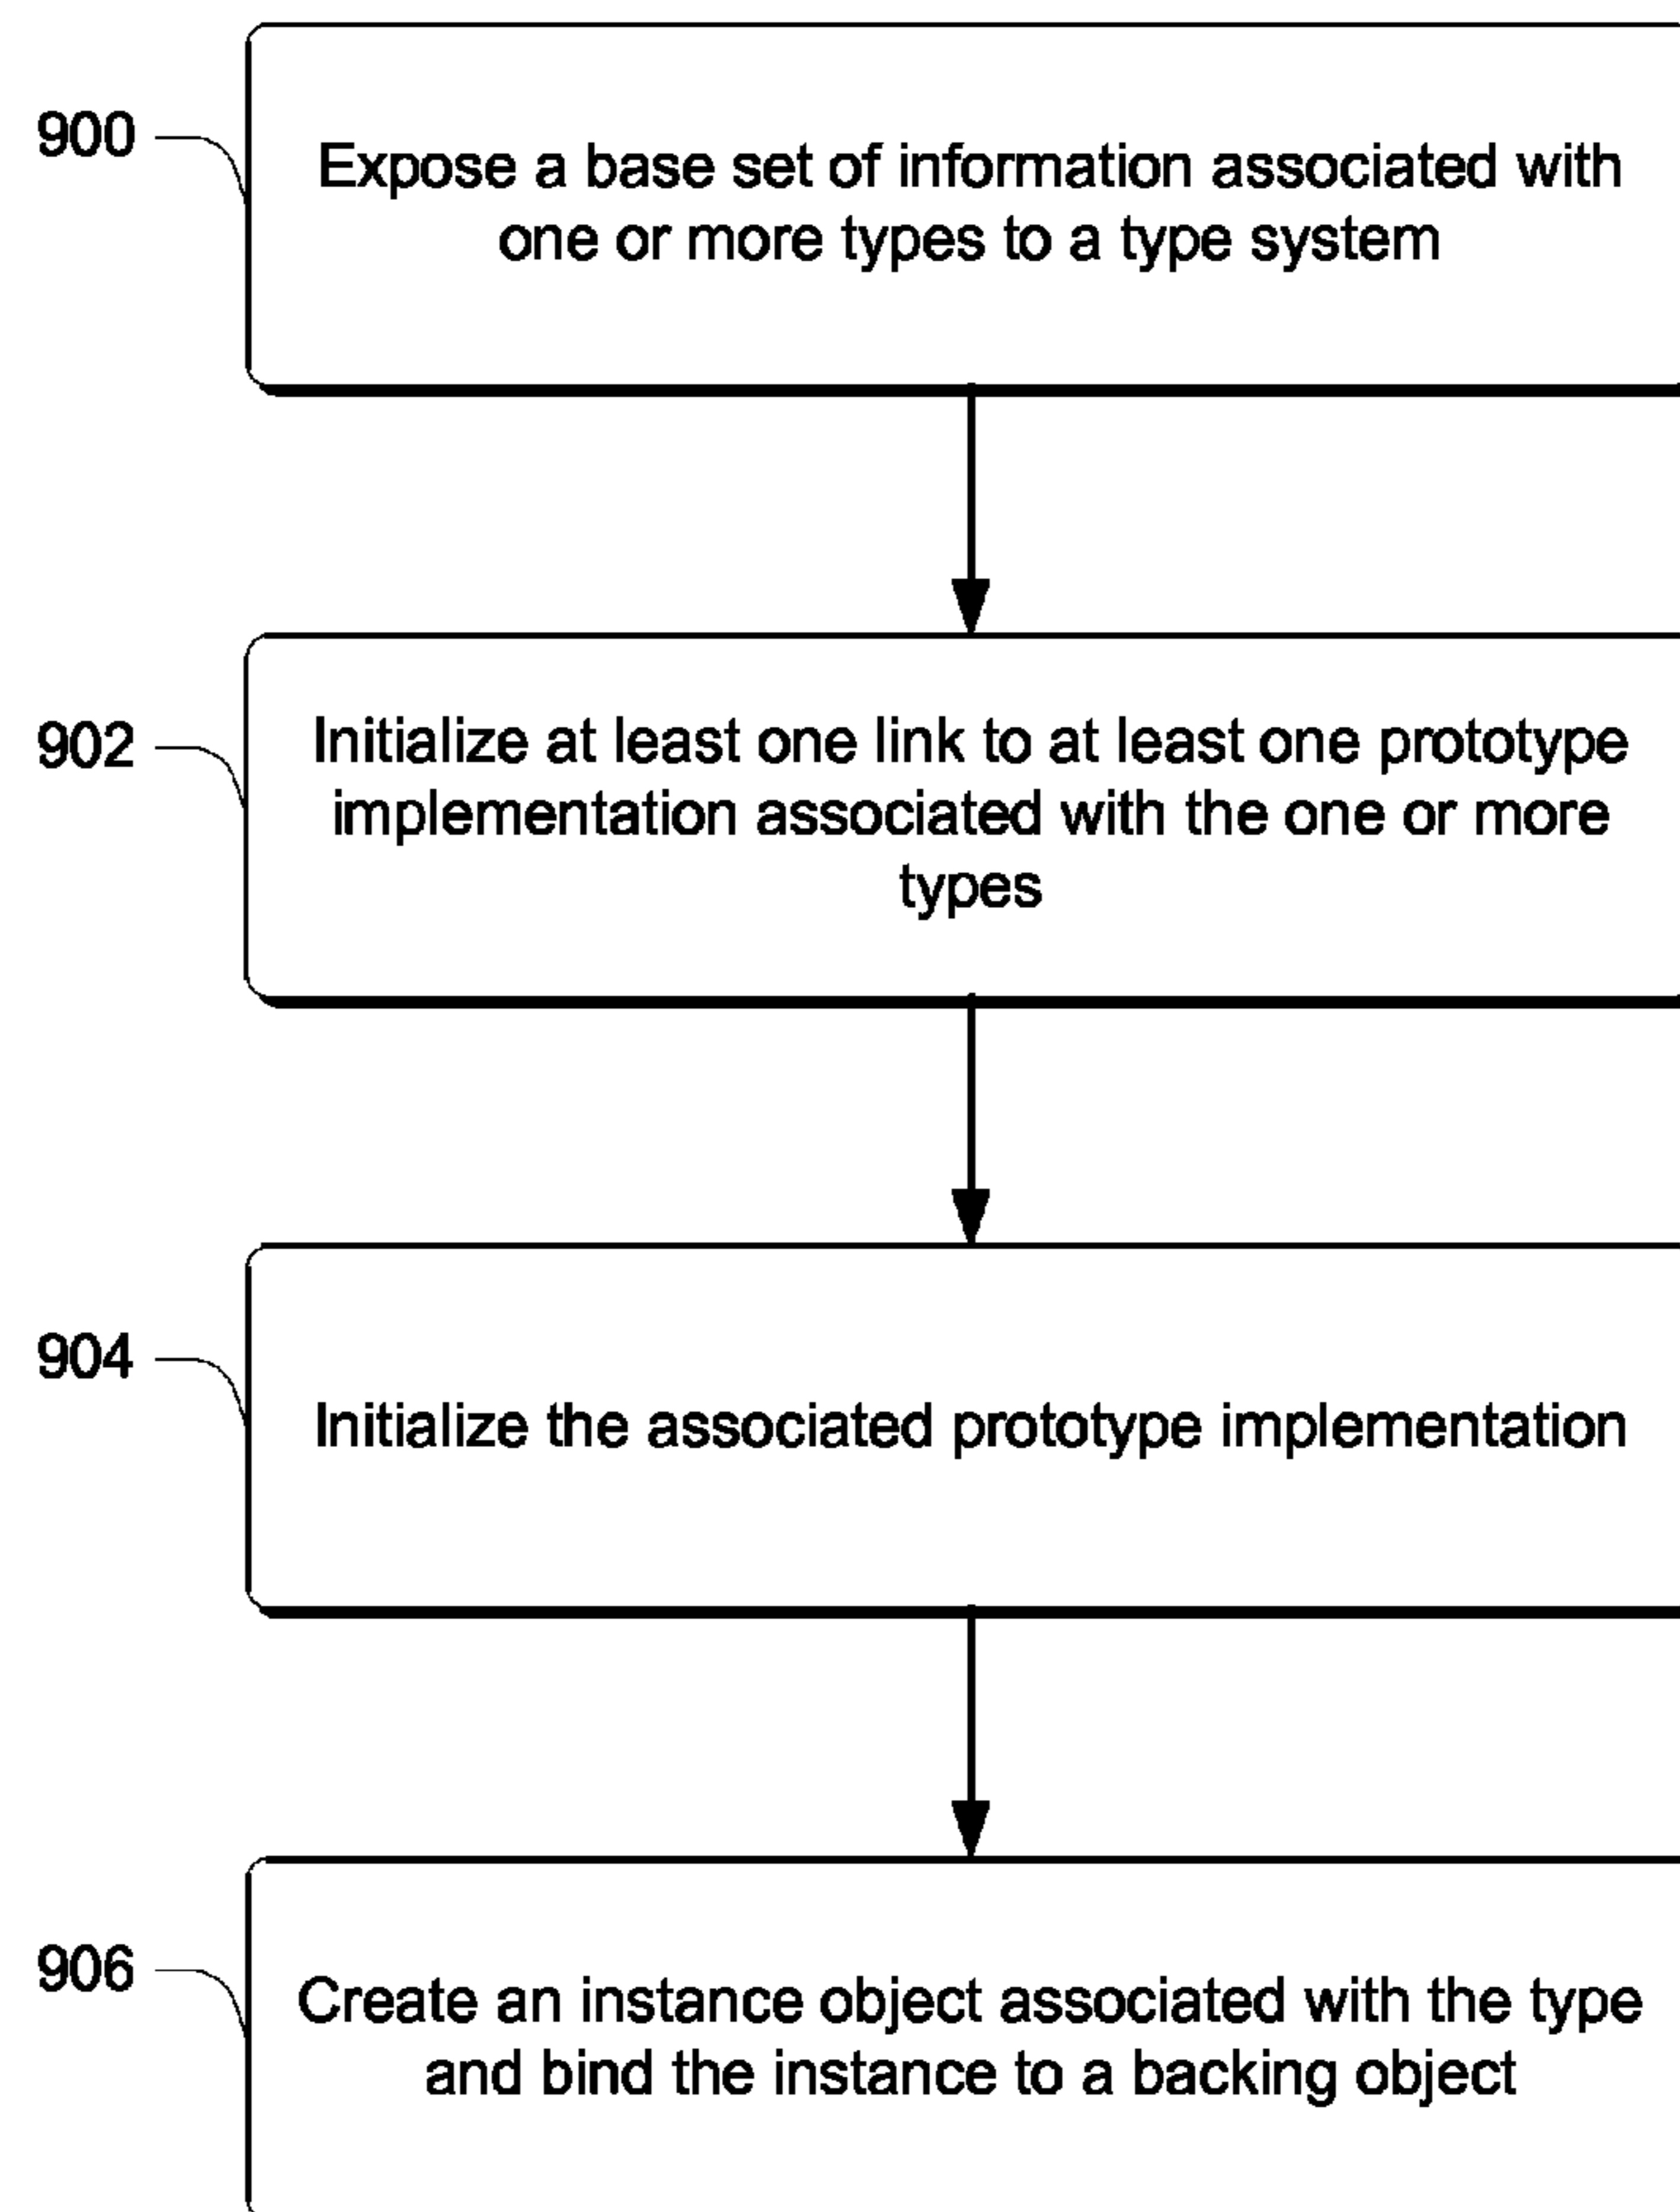 900
Expose a base set of information associated with
one or more types to a type system
902
Initialize at least one link to at least one prototype
implementation associated with the one or more
types
904
Initialize the associated prototype implementation
906
Create an instance object associated with the type
and bind the instance to a backing object